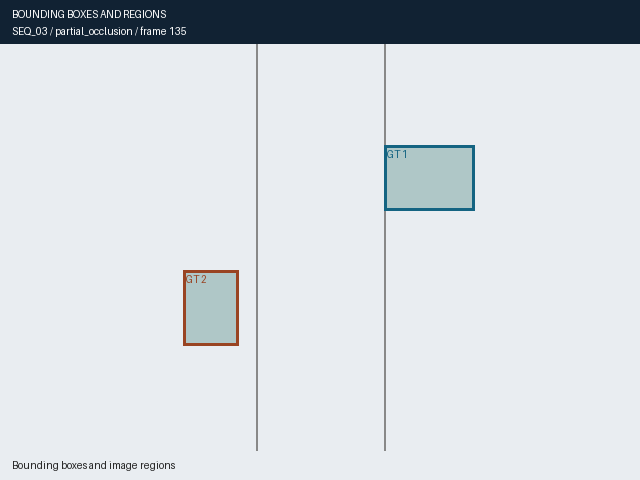 BOUNDING BOXES AND REGIONS
SEQ_03 / partial_occlusion / frame 135
GT1
GT2
Bounding boxes and image regions